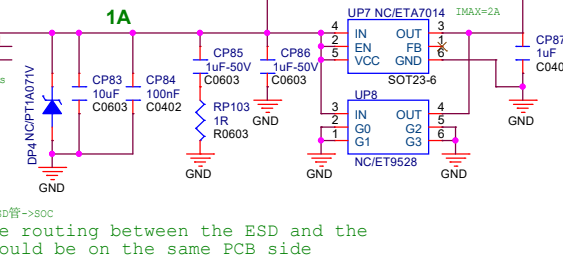 1A
UP7 NC/ETA7014
IMAX=2A
4 IN OUT 3
2 EN FB 1
5 VCC GND 6
SOT23-6
CP85
1uF-50V
C0603
CP86
1uF-50V
C0603
CP87
1uF
C040
CP83
10uF
C0603
CP84
100nF
C0402
DP4 NC/PT1A071V
RP103
1R
R0603
GND
UP8
3 IN OUT 4
2 G0 G2 5
1 G1 G3 6
NC/ET9528
GND
GND
GND
GND
GND
GND
SD管->SOC
e routing between the ESD and the
ould be on the same PCB side